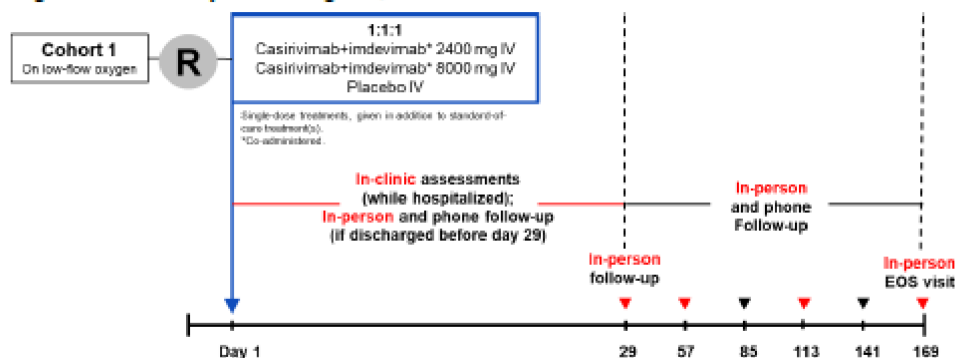 1:1:1
Casirivimab+imdevimab* 2400 mg IV
Casirivimab+imdevimab* 8000 mg IV
Placebo IV
Cohort 1
On low-flow oxygen
R
Single-dose treatments, given in addition to standard-of-
care treatment(s).
*Co-administered.
In-clinic assessments
(while hospitalized);
In-person and phone follow-up
(if discharged before day 29)
In-person
and phone
Follow-up
In-person
follow-up
In-person
EOS visit
Day 1
29
57
85
113
141
169